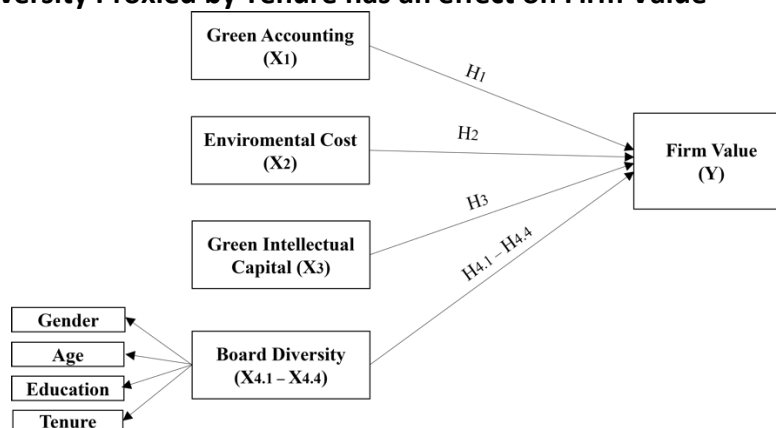 versity Proxied by Tenure has an effect on Firm Value
Green Accounting
(X1)
H1
Enviromental Cost
(X2)
H2
Firm Value
(Y)
Green Intellectual
Capital (X3)
H3
H4.1 – H4.4
Gender
Age
Education
Tenure
Board Diversity
(X4.1 – X4.4)